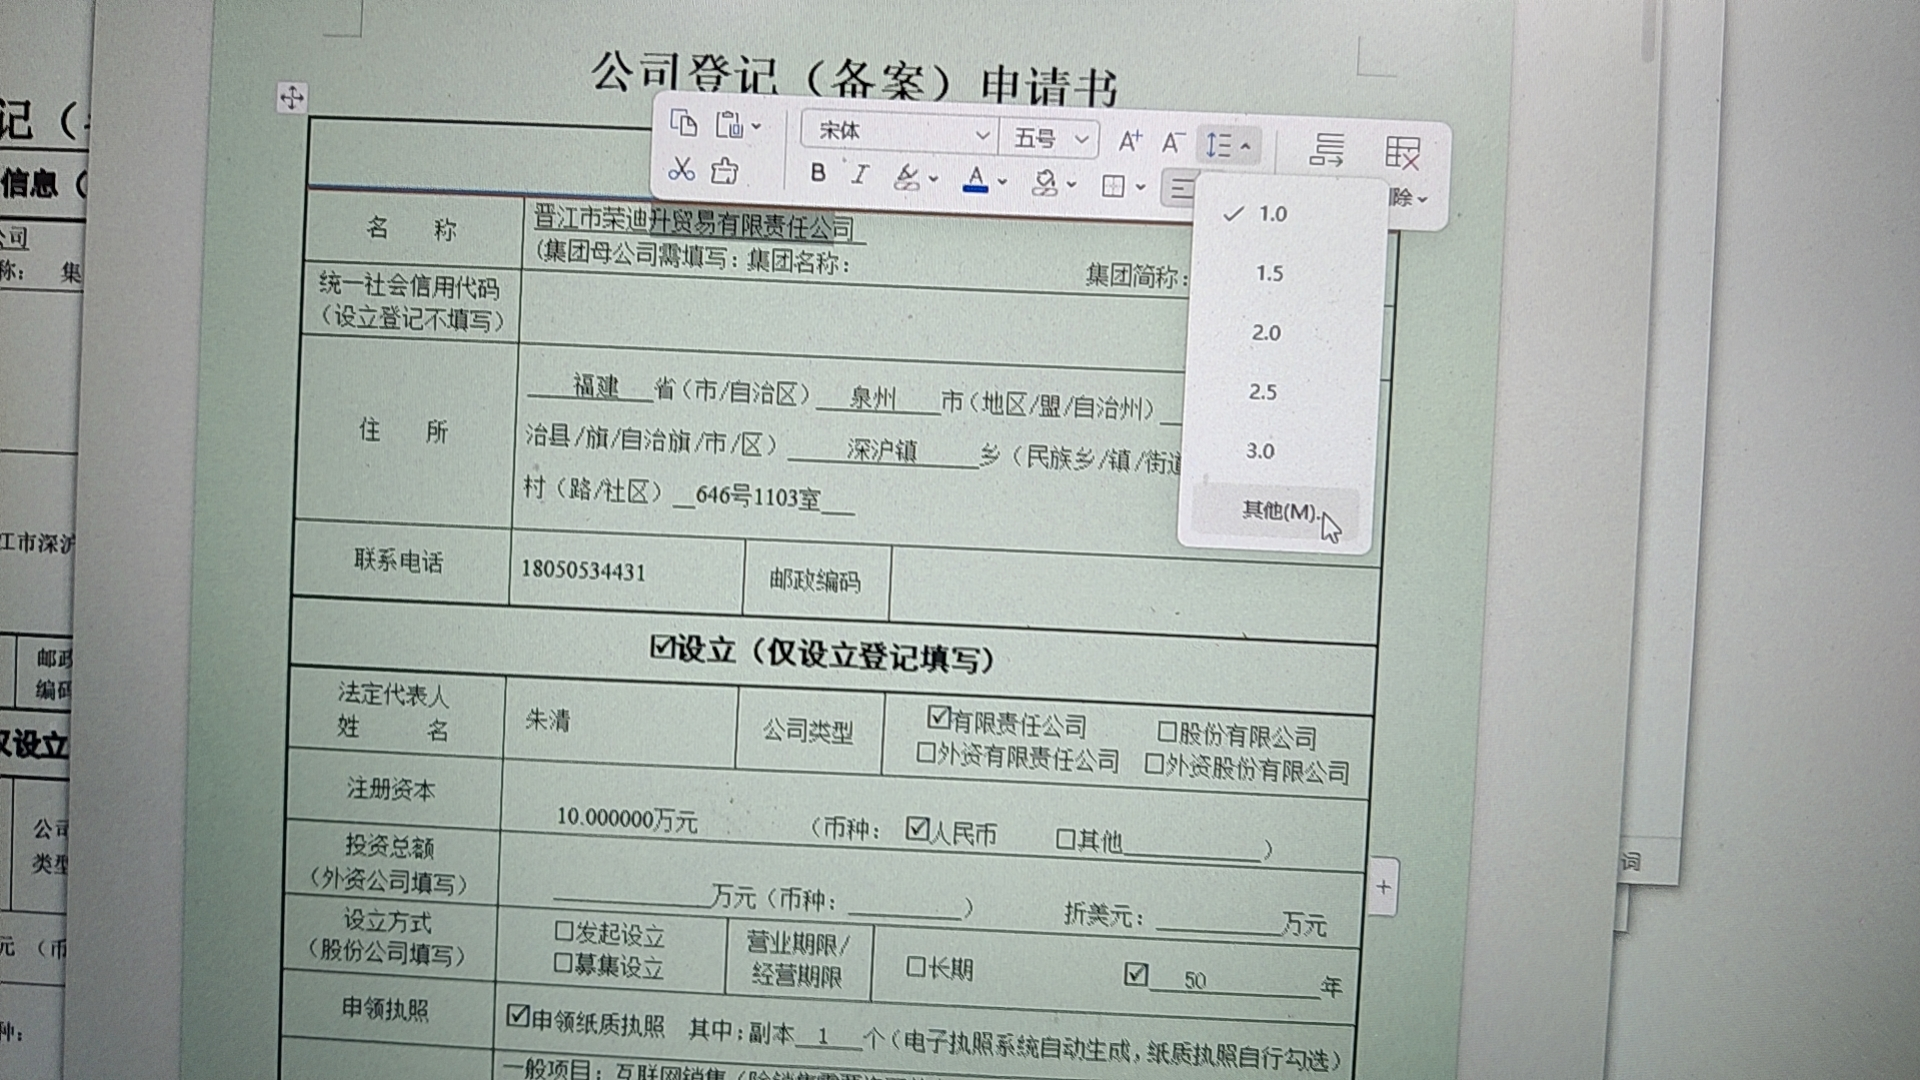 公司登记（备案）申请书
记（
信息（
公司
称： 集
江市深沪
邮政
编码
仅设立
公司
类型
元 （币
种：
宋体 五号 A+ A-
B I A
除
1.0
1.5
2.0
2.5
3.0
其他(M)...
名 称
晋江市荣迪升贸易有限责任公司
(集团母公司需填写：集团名称： 集团简称：
统一社会信用代码
（设立登记不填写）
住 所
福建 省（市/自治区） 泉州 市（地区/盟/自治州）
治县/旗/自治旗/市/区） 深沪镇 乡（民族乡/镇/街道
村（路/社区） 646号1103室
联系电话 18050534431 邮政编码
☑设立（仅设立登记填写）
法定代表人
姓 名
朱清
公司类型
☑有限责任公司 □股份有限公司
□外资有限责任公司 □外资股份有限公司
注册资本
10.000000万元 （币种： ☑人民币 □其他 ）
投资总额
（外资公司填写）
万元（币种： ） 折美元： 万元
设立方式
（股份公司填写）
□发起设立
□募集设立
营业期限/
经营期限
□长期 ☑ 50 年
申领执照
☑申领纸质执照 其中：副本 1 个（电子执照系统自动生成，纸质执照自行勾选）
一般项目：互联网销售（除销售需要
词